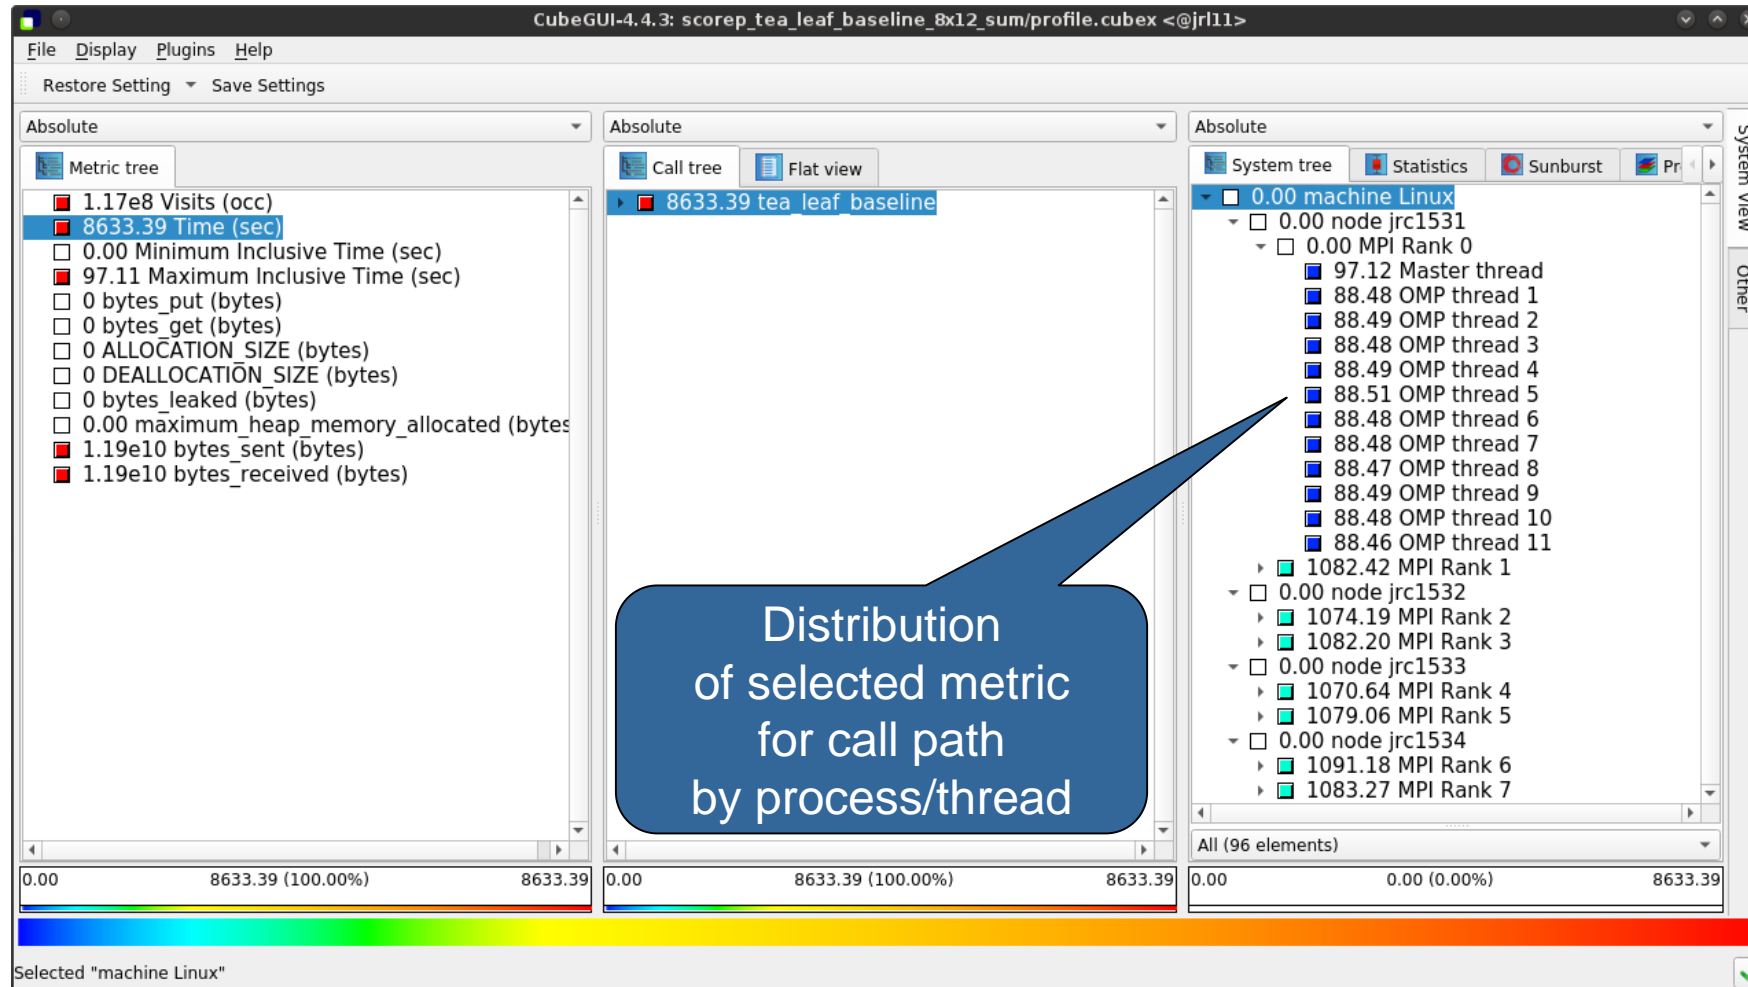 CubeGUI-4.4.3: scorep_tea_leaf_baseline_8x12_sum/profile.cubex <@jrl11>
File Display Plugins Help
Restore Setting Save Settings
Absolute
Metric tree
1.17e8 Visits (occ)
8633.39 Time (sec)
0.00 Minimum Inclusive Time (sec)
97.11 Maximum Inclusive Time (sec)
0 bytes_put (bytes)
0 bytes_get (bytes)
0 ALLOCATION_SIZE (bytes)
0 DEALLOCATION_SIZE (bytes)
0 bytes_leaked (bytes)
0.00 maximum_heap_memory_allocated (bytes
1.19e10 bytes_sent (bytes)
1.19e10 bytes_received (bytes)
0.00 8633.39 (100.00%) 8633.39
Absolute
Call tree Flat view
8633.39 tea_leaf_baseline
Distribution
of selected metric
for call path
by process/thread
0.00 8633.39 (100.00%) 8633.39
Absolute
System tree Statistics Sunburst Pr
0.00 machine Linux
0.00 node jrc1531
0.00 MPI Rank 0
97.12 Master thread
88.48 OMP thread 1
88.49 OMP thread 2
88.48 OMP thread 3
88.49 OMP thread 4
88.51 OMP thread 5
88.48 OMP thread 6
88.48 OMP thread 7
88.47 OMP thread 8
88.49 OMP thread 9
88.48 OMP thread 10
88.46 OMP thread 11
1082.42 MPI Rank 1
0.00 node jrc1532
1074.19 MPI Rank 2
1082.20 MPI Rank 3
0.00 node jrc1533
1070.64 MPI Rank 4
1079.06 MPI Rank 5
0.00 node jrc1534
1091.18 MPI Rank 6
1083.27 MPI Rank 7
All (96 elements)
0.00 0.00 (0.00%) 8633.39
System View
Other
Selected "machine Linux"